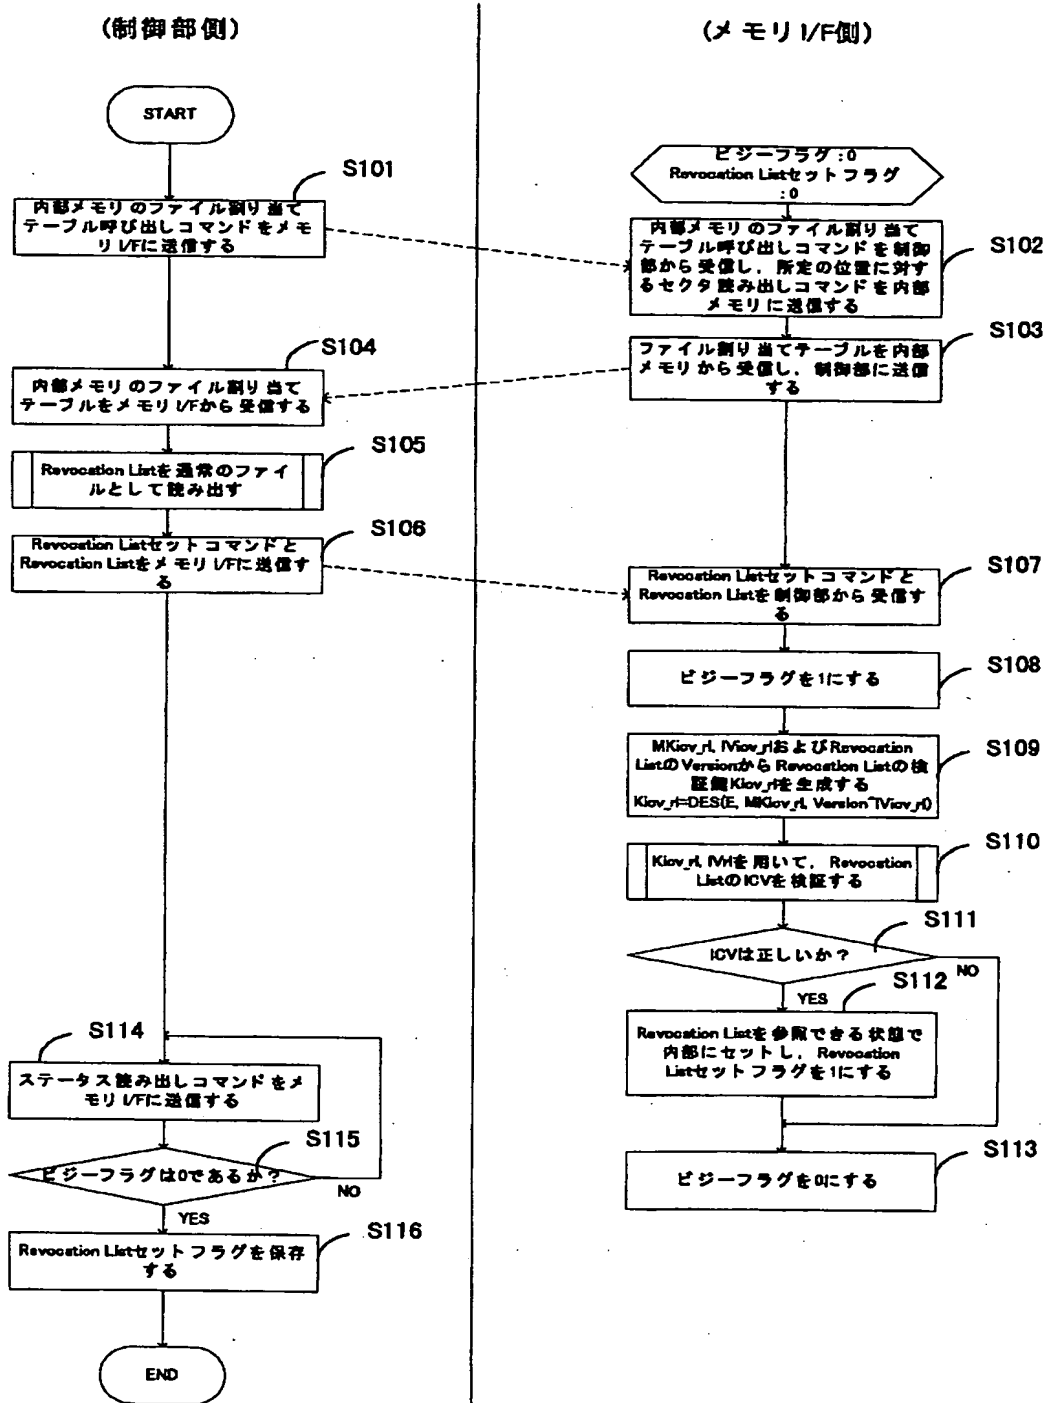 (制御部側)
START
S101
内部メモリのファイル割り当て
テーブル呼び出しコマンドをメモ
リI/Fに送信する
S104
内部メモリのファイル割り当て
テーブルをメモリI/Fから受信する
S105
Revocation Listを通常のファイ
ルとして読み出す
S106
Revocation Listセットコマンドと
Revocation ListをメモリI/Fに送信す
る
S114
ステータス読み出しコマンドをメ
モリI/Fに送信する
S115
ビジーフラグは0であるか?
NO
YES
S116
Revocation Listセットフラグを保存
する
END
(メモリI/F側)
ビジーフラグ:0
Revocation Listセットフラグ
:0
S102
内部メモリのファイル割り当て
テーブル呼び出しコマンドを制御
部から受信し、所定の位置に対す
るセクタ読み出しコマンドを内部
メモリに送信する
S103
ファイル割り当てテーブルを内部
メモリから受信し、制御部に送信
する
S107
Revocation Listセットコマンドと
Revocation Listを制御部から受信す
る
S108
ビジーフラグを1にする
S109
MKicv_rl, IVicv_rlおよびRevocation
ListのVersionからRevocation Listの検
証鍵Kicv_rlを生成する
Kicv_rl=DES(E, MKicv_rl, Version^IVicv_rl)
S110
Kicv_rl, IVrlを用いて、Revocation
ListのICVを検証する
S111
ICVは正しいか?
NO
YES
S112
Revocation Listを参照できる状態で
内部にセットし、Revocation
Listセットフラグを1にする
S113
ビジーフラグを0にする